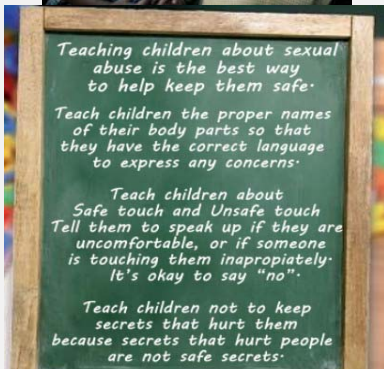 Teaching children about sexual
abuse is the best way
to help keep them safe.
Teach children the proper names
of their body parts so that
they have the correct language
to express any concerns.
Teach children about
Safe touch and Unsafe touch
Tell them to speak up if they are
uncomfortable, or if someone
is touching them inapropiately.
It's okay to say "no".
Teach children not to keep
secrets that hurt them
because secrets that hurt people
are not safe secrets.